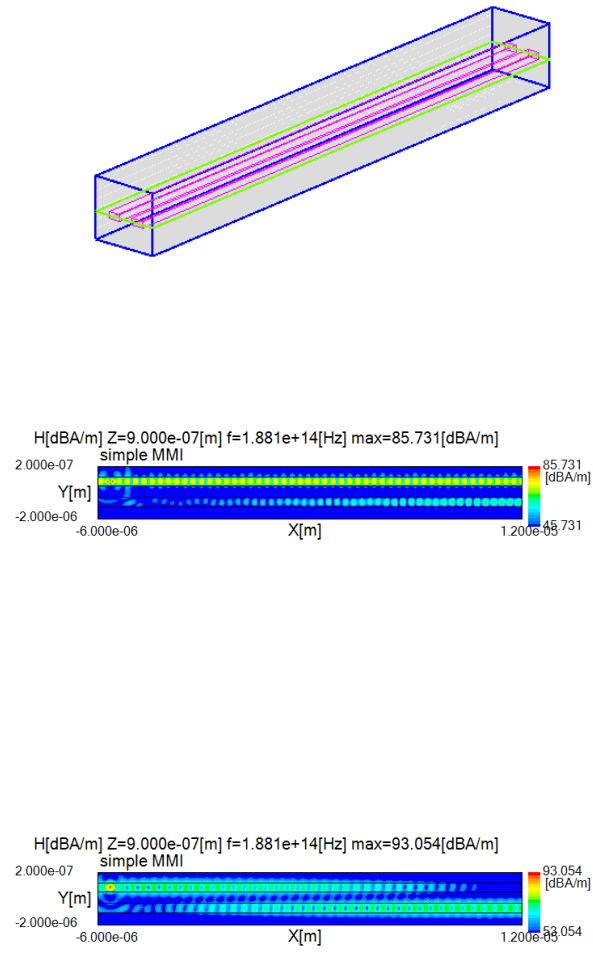 H[dBA/m] Z=9.000e-07[m] f=1.881e+14[Hz] max=85.731[dBA/m]
simple MMI
2.000e-07
85.731
Y[m]
[dBA/m]
-2.000e-06
45.731
-6.000e-06
X[m]
1.200e-05
H[dBA/m] Z=9.000e-07[m] f=1.881e+14[Hz] max=93.054[dBA/m]
simple MMI
2.000e-07
93.054
Y[m]
[dBA/m]
-2.000e-06
53.054
-6.000e-06
X[m]
1.200e-05